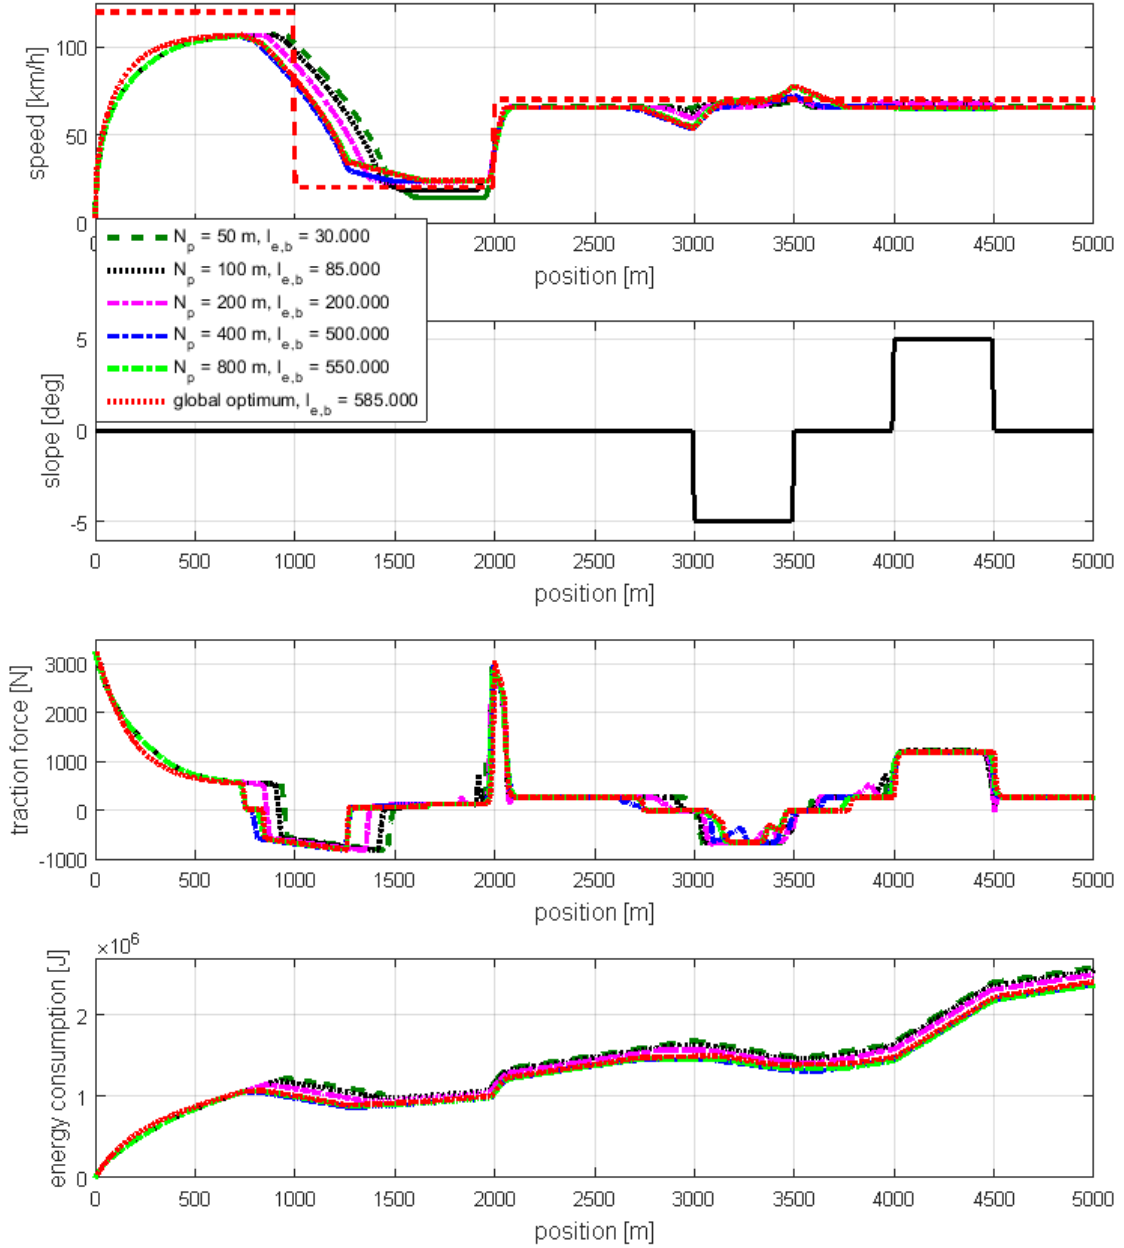 speed [km/h]
100
50
0
0 2000 2500 3000 3500 4000 4500 5000
position [m]
N_p = 50 m, I_e,b = 30.000
N_p = 100 m, I_e,b = 85.000
N_p = 200 m, I_e,b = 200.000
N_p = 400 m, I_e,b = 500.000
N_p = 800 m, I_e,b = 550.000
global optimum, I_e,b = 585.000
slope [deg]
5
0
-5
0 500 1000 1500 2000 2500 3000 3500 4000 4500 5000
position [m]
traction force [N]
3000
2000
1000
0
-1000
0 500 1000 1500 2000 2500 3000 3500 4000 4500 5000
position [m]
×10^6
energy consumption [J]
2
1
0
0 500 1000 1500 2000 2500 3000 3500 4000 4500 5000
position [m]